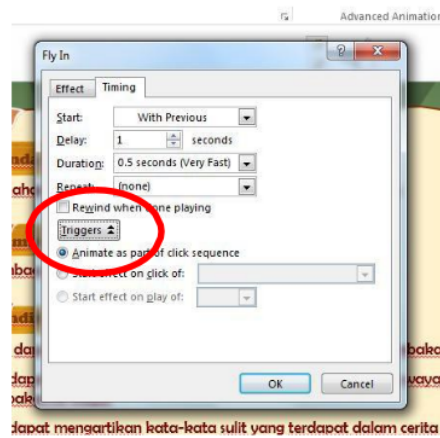 Advanced Animation
Fly In
Effect Timing
Start: With Previous
Delay: 1 seconds
Duration: 0.5 seconds (Very Fast)
Repeat: (none)
Rewind when done playing
Triggers
Animate as part of click sequence
Start effect on click of:
Start effect on play of:
OK Cancel
dapat mengartikan kata-kata sulit yang terdapat dalam cerita